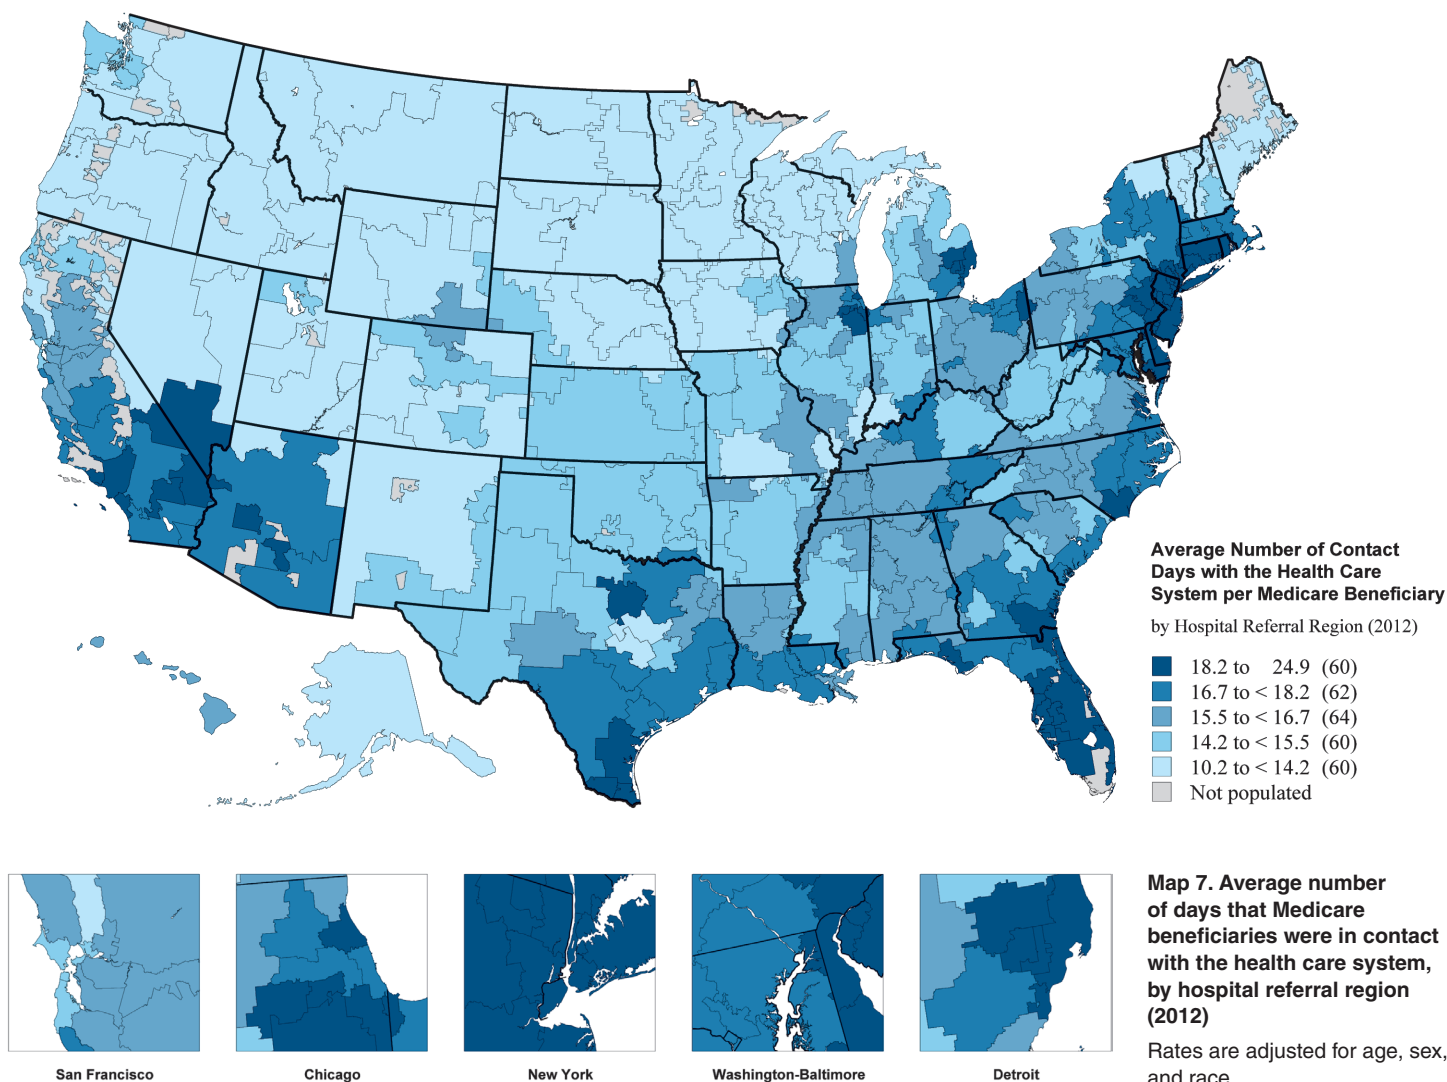 Average Number of Contact
Days with the Health Care
System per Medicare Beneficiary
by Hospital Referral Region (2012)
18.2 to 24.9 (60)
16.7 to < 18.2 (62)
15.5 to < 16.7 (64)
14.2 to < 15.5 (60)
10.2 to < 14.2 (60)
Not populated
San Francisco
Chicago
New York
Washington-Baltimore
Detroit
Map 7. Average number
of days that Medicare
beneficiaries were in contact
with the health care system,
by hospital referral region
(2012)
Rates are adjusted for age, sex,
and race.